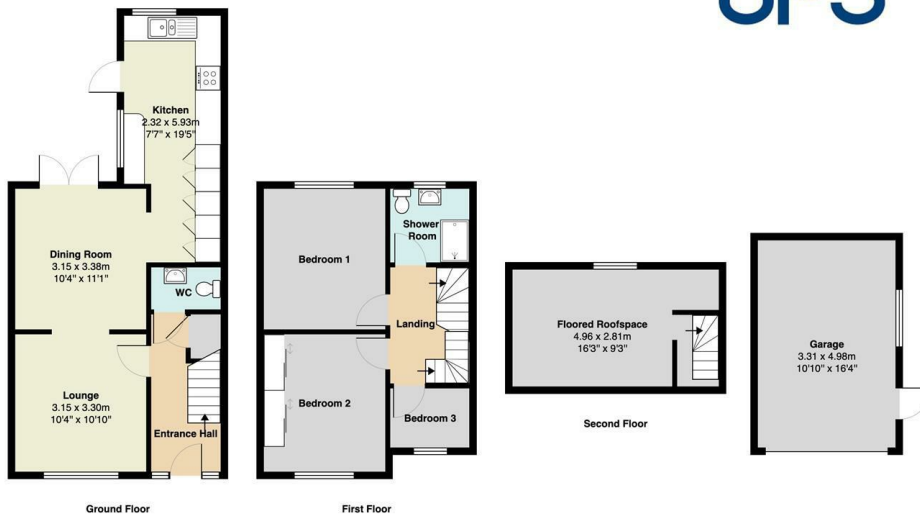 Kitchen
2.32 x 5.93m
7'7" x 19'5"
Dining Room
3.15 x 3.38m
10'4" x 11'1"
WC
Lounge
3.15 x 3.30m
10'4" x 10'10"
Entrance Hall
Ground Floor
Bedroom 1
Shower
Room
Landing
Bedroom 2
Bedroom 3
First Floor
Floored Roofspace
4.96 x 2.81m
16'3" x 9'3"
Second Floor
Garage
3.31 x 4.98m
10'10" x 16'4"